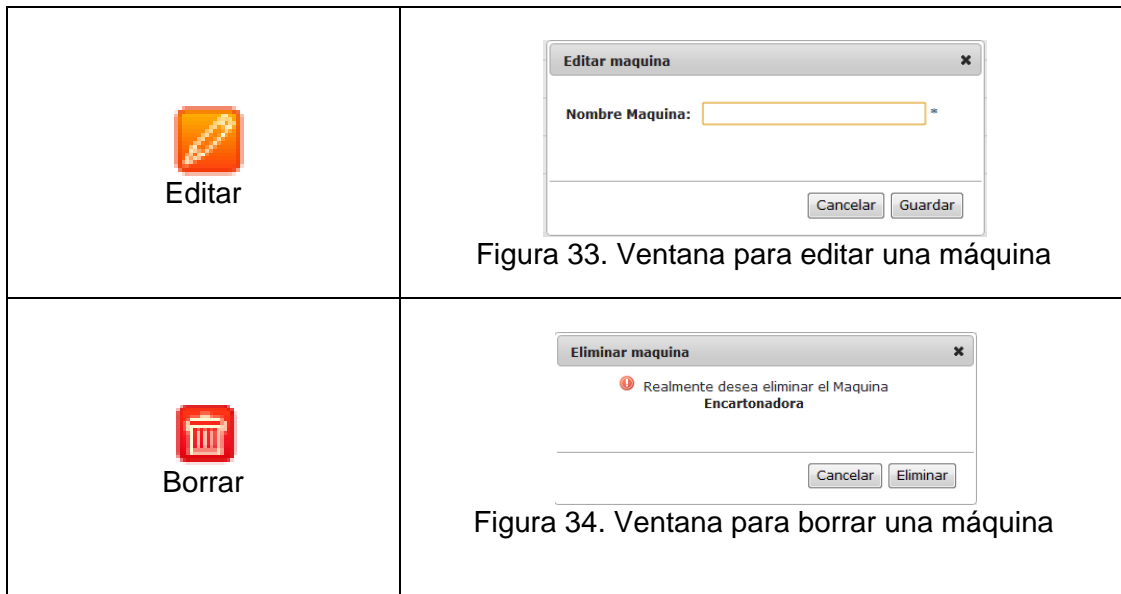 Editar maquina
Nombre Maquina: *
Cancelar Guardar
Editar
Figura 33. Ventana para editar una máquina
Eliminar maquina
Realmente desea eliminar el Maquina
Encartonadora
Cancelar Eliminar
Borrar
Figura 34. Ventana para borrar una máquina